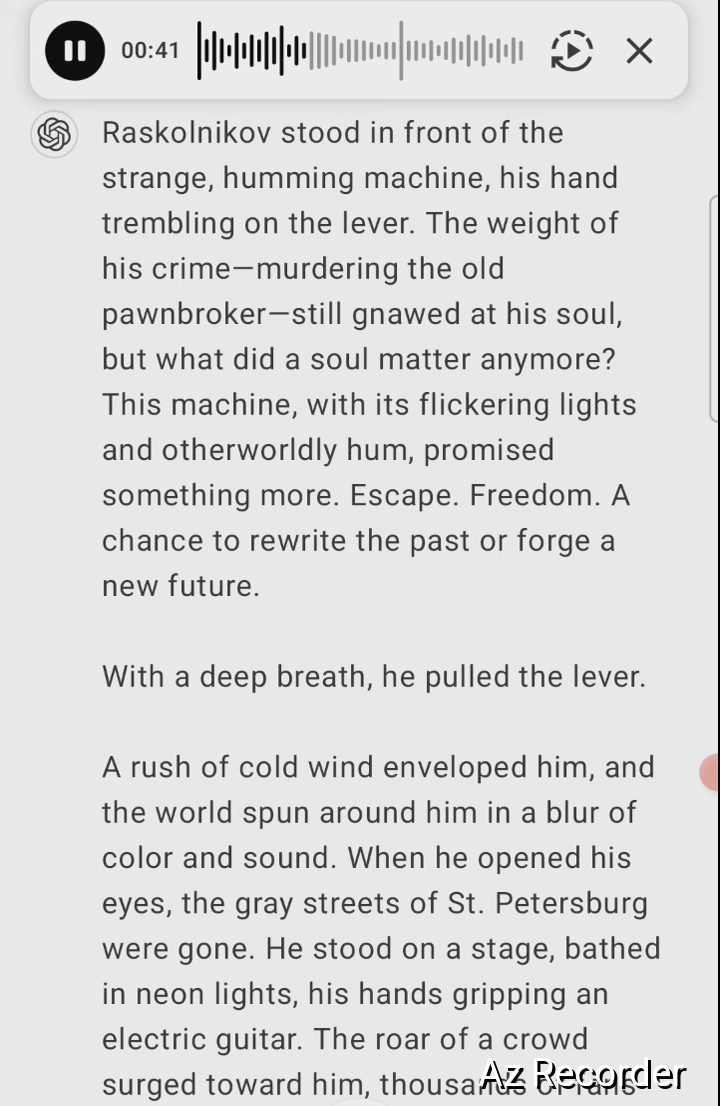 00:41
Raskolnikov stood in front of the
strange, humming machine, his hand
trembling on the lever. The weight of
his crime—murdering the old
pawnbroker—still gnawed at his soul,
but what did a soul matter anymore?
This machine, with its flickering lights
and otherworldly hum, promised
something more. Escape. Freedom. A
chance to rewrite the past or forge a
new future.
With a deep breath, he pulled the lever.
A rush of cold wind enveloped him, and
the world spun around him in a blur of
color and sound. When he opened his
eyes, the gray streets of St. Petersburg
were gone. He stood on a stage, bathed
in neon lights, his hands gripping an
electric guitar. The roar of a crowd
surged toward him, thousands of fans
Az Recorder